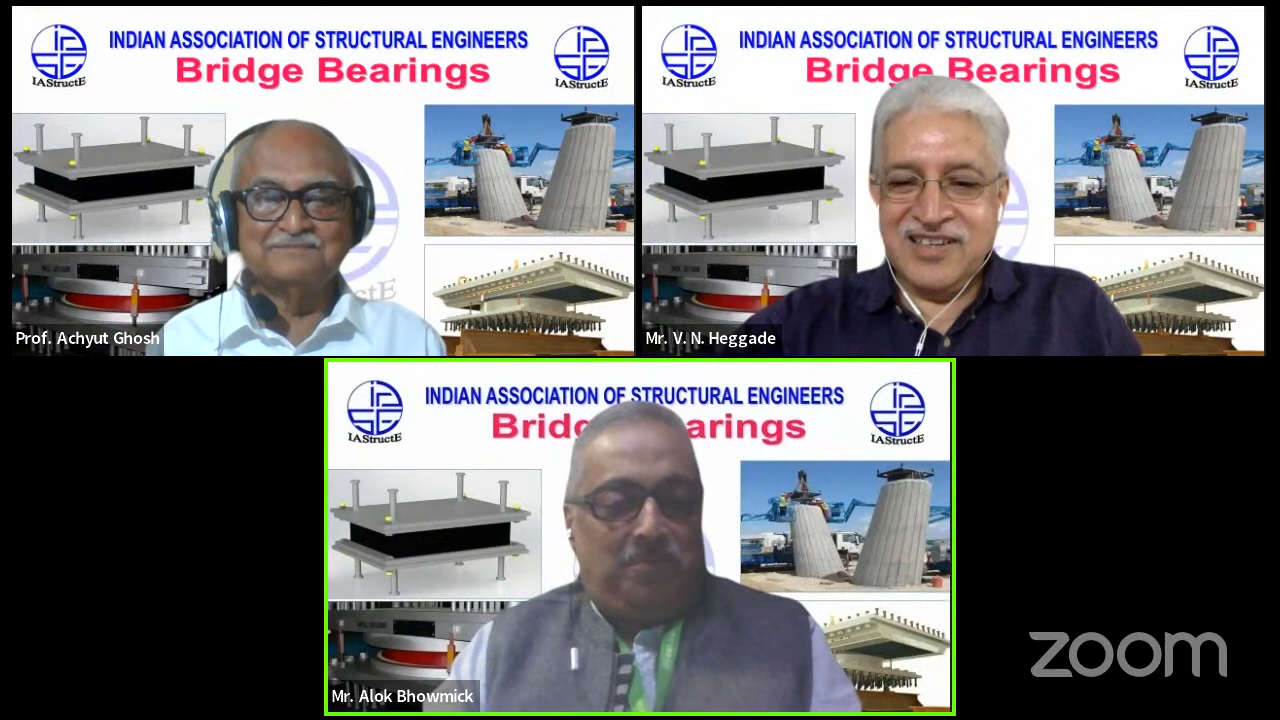 INDIAN ASSOCIATION OF STRUCTURAL ENGINEERS
Bridge Bearings
IAStructE
IAStructE
Prof. Achyut Ghosh
INDIAN ASSOCIATION OF STRUCTURAL ENGINEERS
Bridge Bearings
IAStructE
IAStructE
Mr. V. N. Heggade
INDIAN ASSOCIATION OF STRUCTURAL ENGINEERS
IAStructE
IAStructE
Mr. Alok Bhowmick
zoom